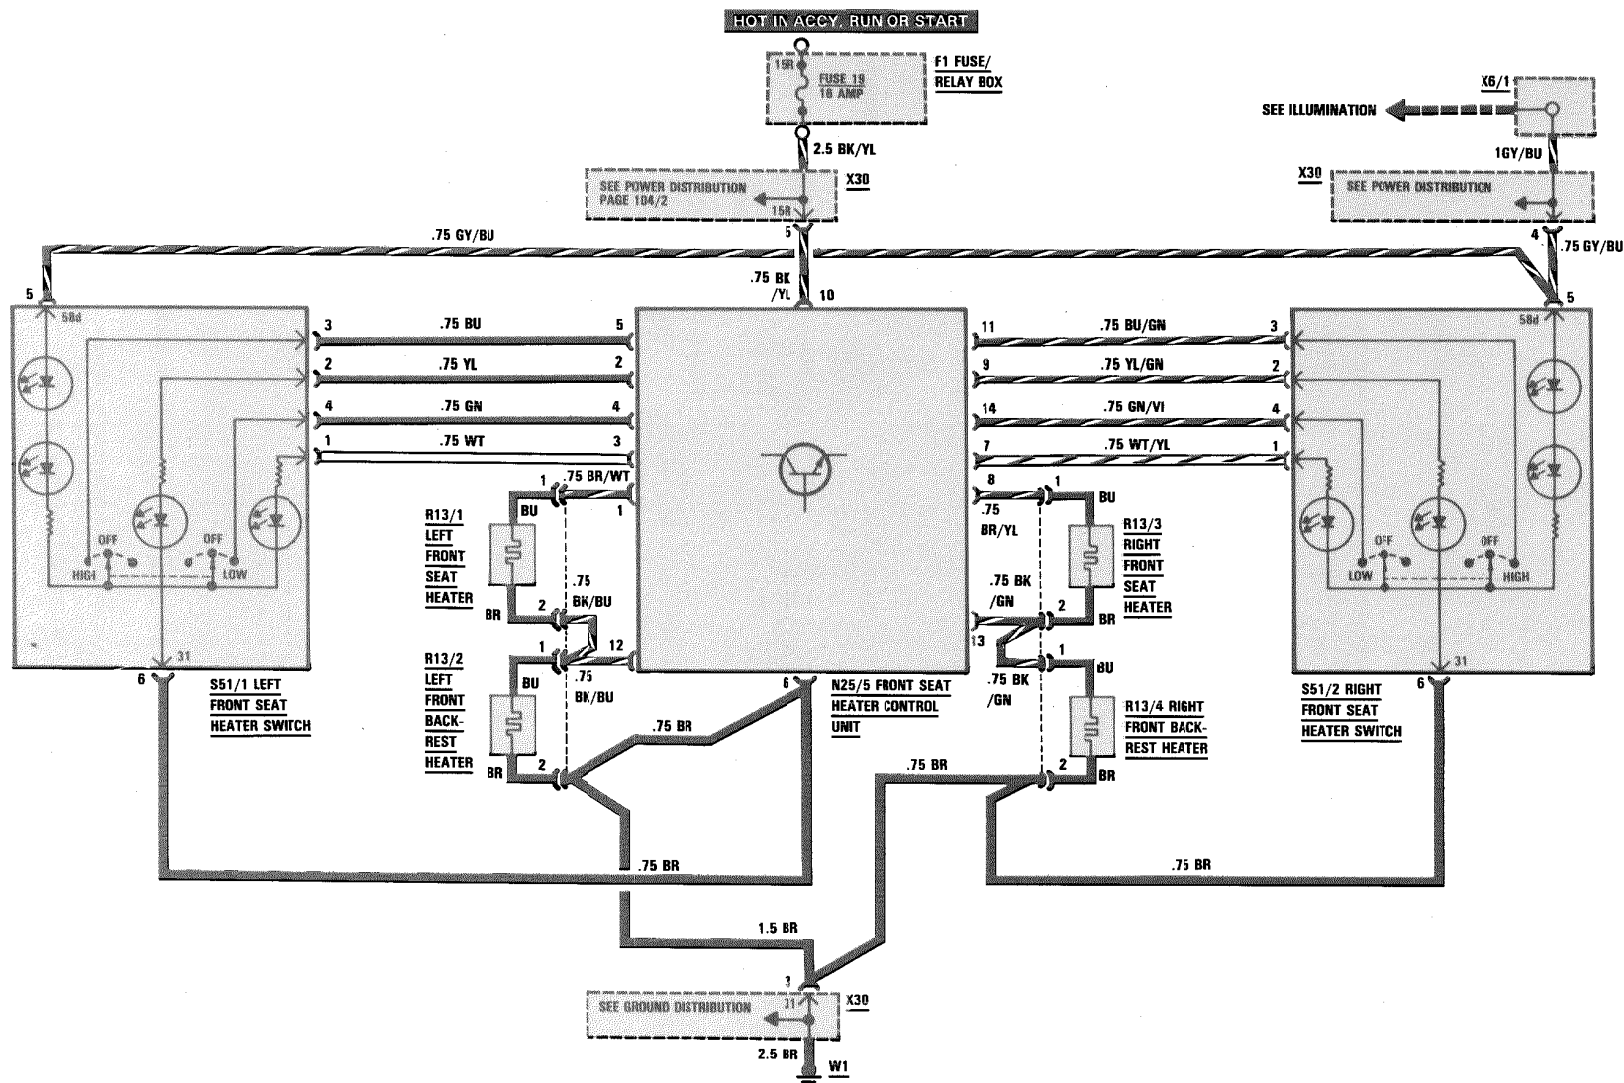 HOT IN ACCY, RUN OR START
15R
FUSE 19
16 AMP
F1 FUSE/
RELAY BOX
2.5 BK/YL
X30
SEE POWER DISTRIBUTION
PAGE 104/2
15R
5
X6/1
SEE ILLUMINATION
1GY/BU
X30
SEE POWER DISTRIBUTION
4
.75 GY/BU
.75 GY/BU
.75 BK
/YL
10
5
58d
5
58d
3
.75 BU
5
2
.75 YL
2
4
.75 GN
4
1
.75 WT
3
11
.75 BU/GN
3
9
.75 YL/GN
2
14
.75 GN/VI
4
7
.75 WT/YL
1
OFF
OFF
HIGH
LOW
31
6
S51/1 LEFT
FRONT SEAT
HEATER SWITCH
OFF
OFF
LOW
HIGH
31
6
S51/2 RIGHT
FRONT SEAT
HEATER SWITCH
1
.75 BR/WT
1
BU
R13/1
LEFT
FRONT
SEAT
HEATER
BR
2
.75
BK/BU
1
12
BU
.75
BK/BU
R13/2
LEFT
FRONT
BACK-
REST
HEATER
BR
2
8
1
BU
.75
BR/YL
R13/3
RIGHT
FRONT
SEAT
HEATER
.75 BK
/GN
2
BR
13
1
BU
.75 BK
/GN
R13/4 RIGHT
FRONT BACK-
REST HEATER
2
BR
6
N25/5 FRONT SEAT
HEATER CONTROL
UNIT
.75 BR
.75 BR
.75 BR
.75 BR
1.5 BR
3
31
X30
SEE GROUND DISTRIBUTION
2.5 BR
W1